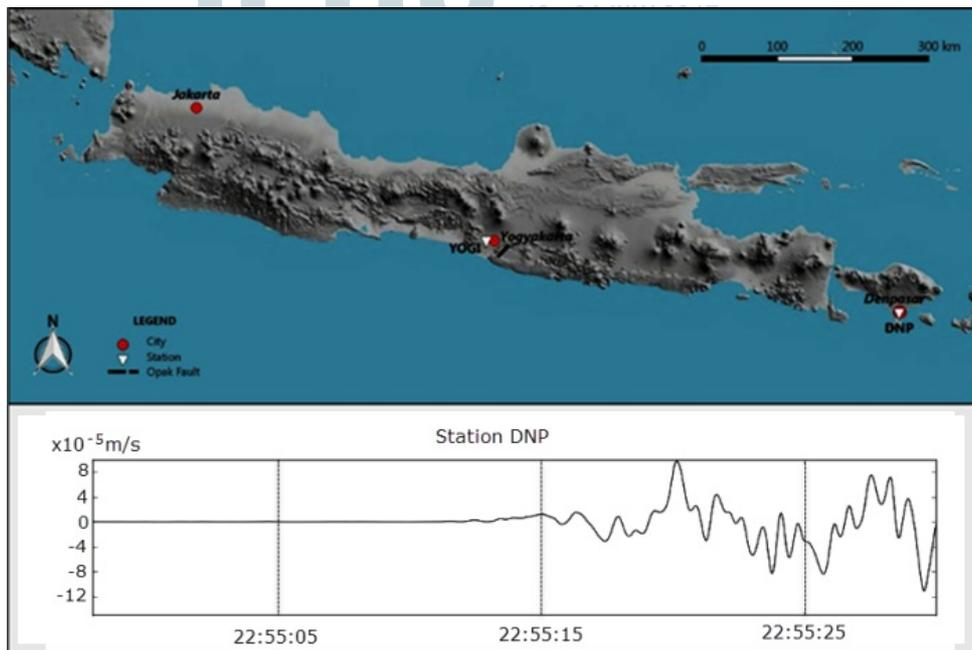 0 100 200 300 km
Jakarta
Yogyakarta
YOGI
Denpasar
DNP
N
LEGEND
City
Station
Opak Fault
Station DNP
x10⁻⁵m/s
8
4
0
-4
-8
-12
22:55:05 22:55:15 22:55:25